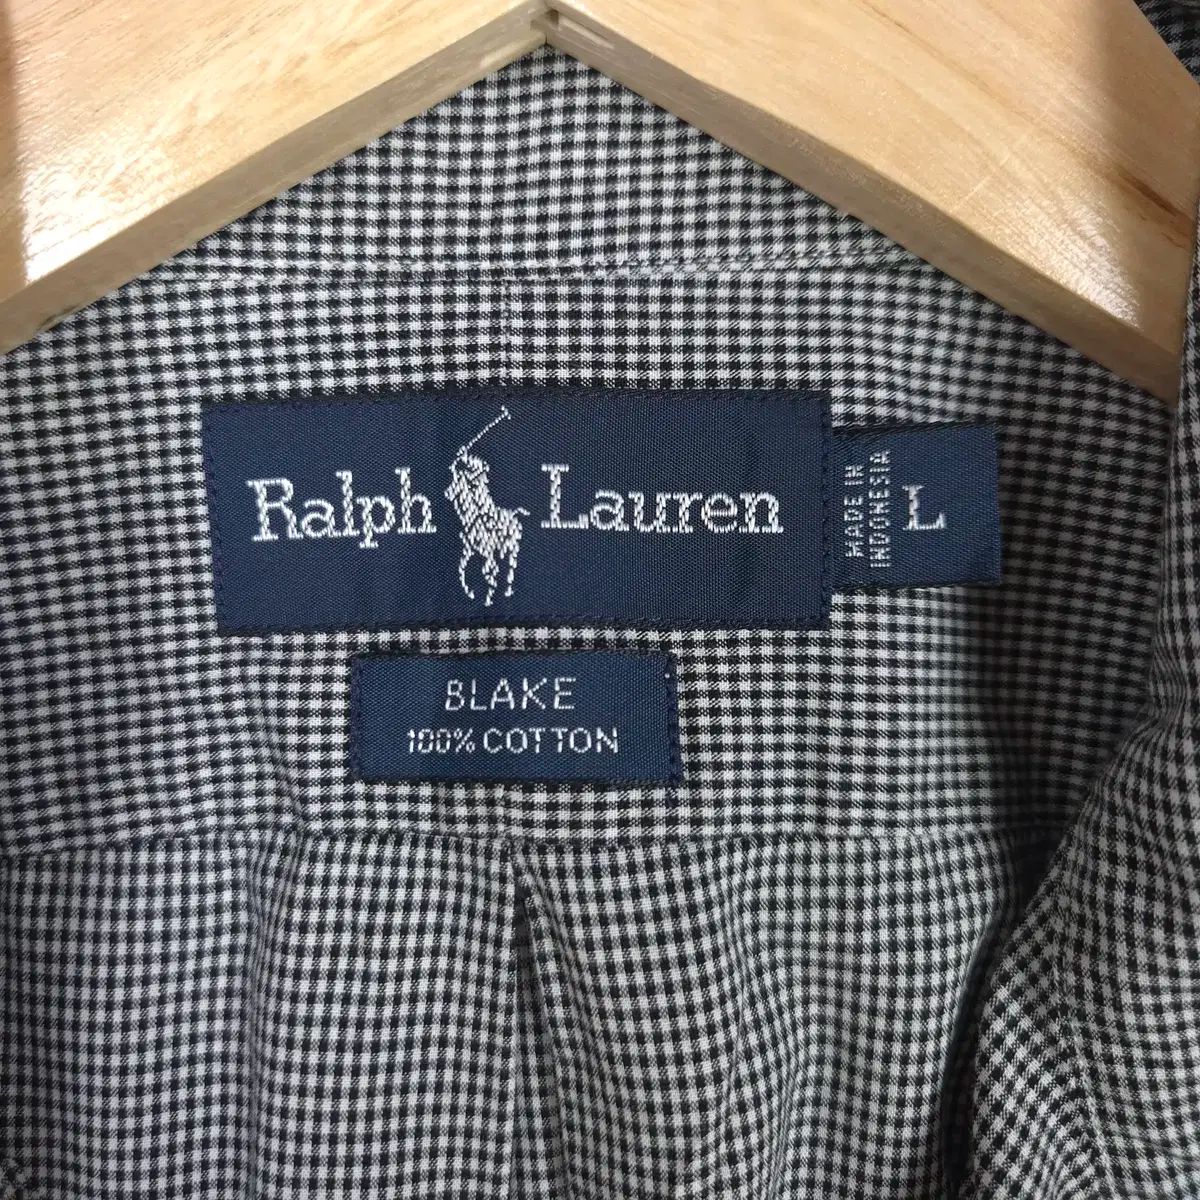 Ralph Lauren
MADE IN
INDONESIA
L
BLAKE
100% COTTON